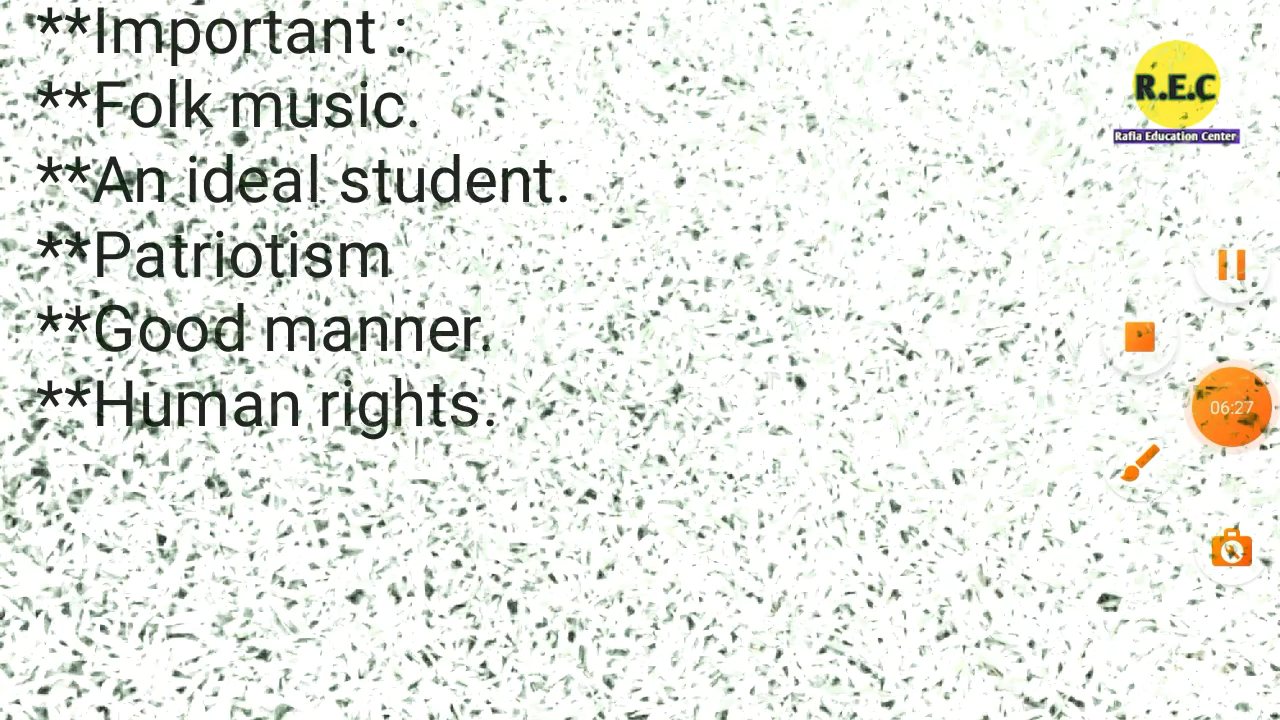 **Important :
**Folk music.
**An ideal student.
**Patriotism
**Good manner.
**Human rights.
R.E.C
Rafia Education Center
06:27